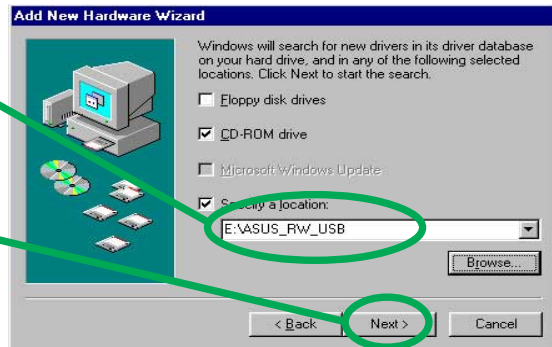 Add New Hardware Wizard
Windows will search for new drivers in its driver database
on your hard drive, and in any of the following selected
locations. Click Next to start the search.
Floppy disk drives
CD-ROM drive
Microsoft Windows Update
Specify a location:
E:\ASUS_RW_USB
Browse...
< Back
Next >
Cancel